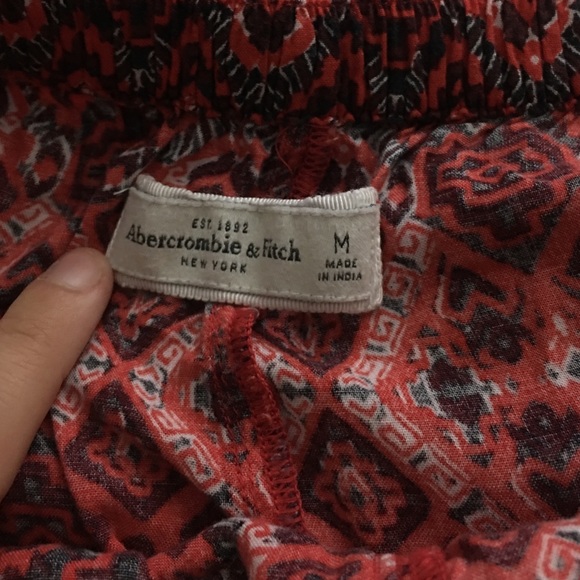 EST. 1892
Abercrombie & Fitch
NEW YORK
M
MADE
IN INDIA